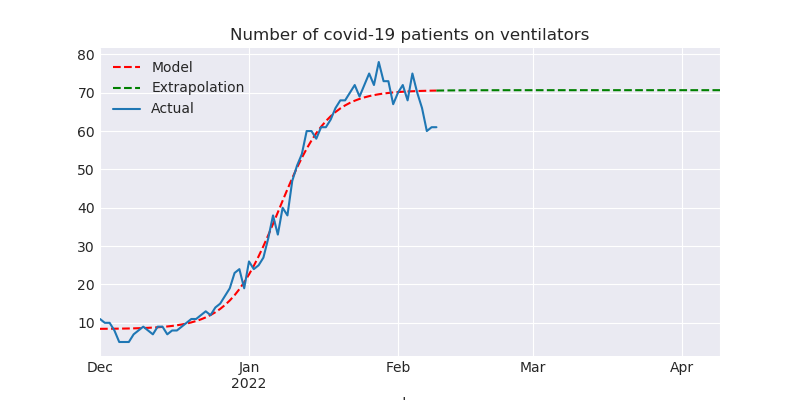 Number of covid-19 patients on ventilators
80
70
60
50
40
30
20
10
Model
Extrapolation
Actual
Dec
Jan
2022
Feb
Mar
Apr